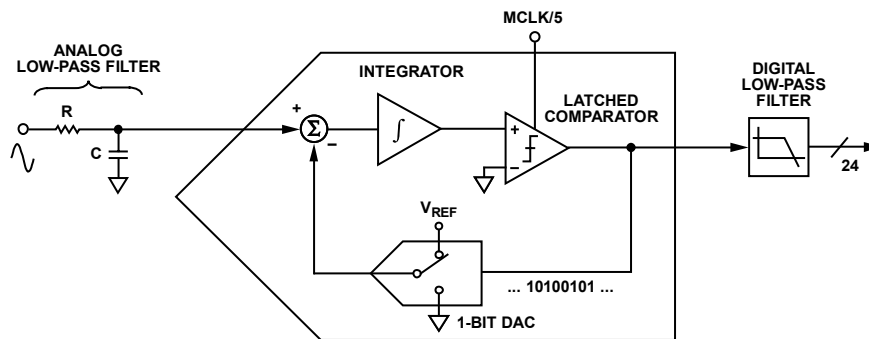 MCLK/5
ANALOG
LOW-PASS FILTER
INTEGRATOR
DIGITAL
LOW-PASS
FILTER
LATCHED
COMPARATOR
R
+
Σ
−
∫
+
−
C
24
VREF
... 10100101 ...
1-BIT DAC